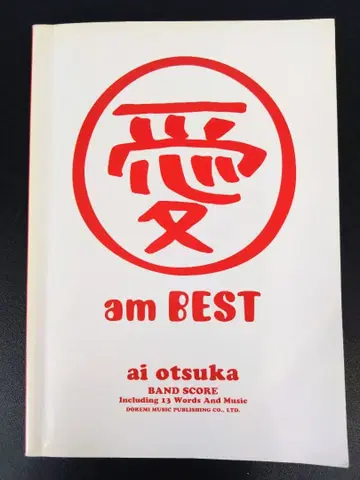 愛
am BEST
ai otsuka
BAND SCORE
Including 13 Words And Music
DOREMI MUSIC PUBLISHING CO., LTD.